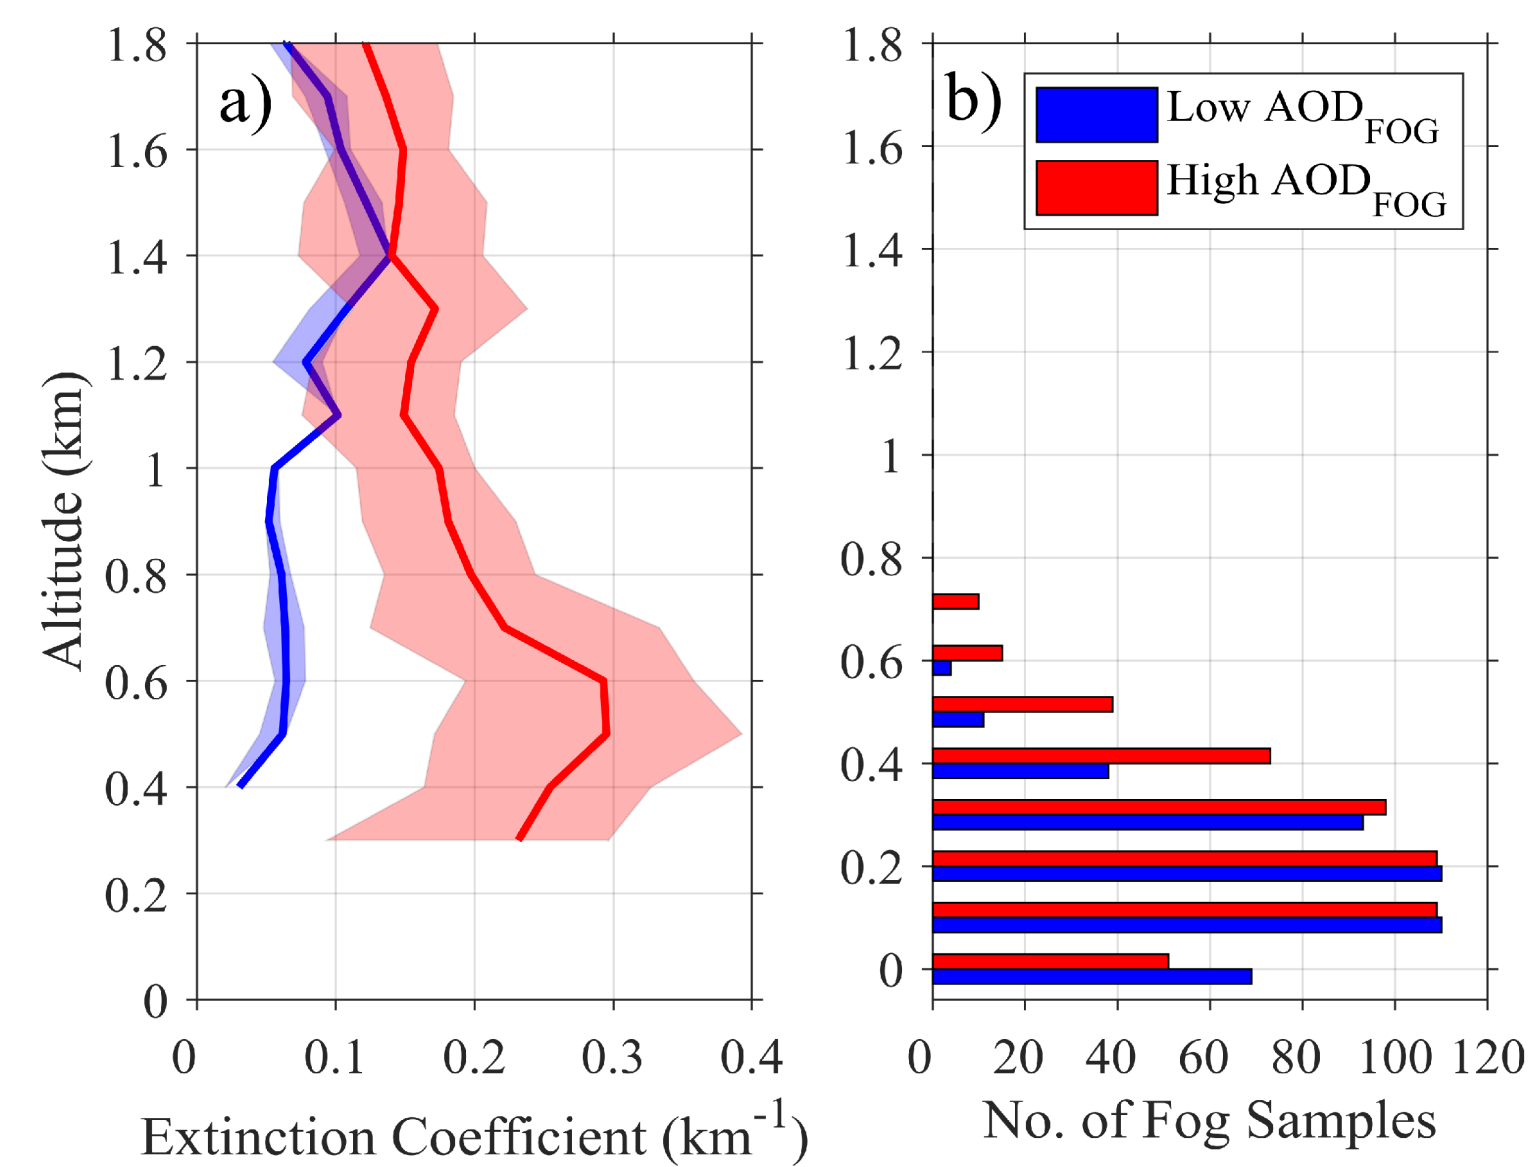 a)
1.8
1.6
1.4
1.2
1
0.8
0.6
0.4
0.2
0
0 0.1 0.2 0.3 0.4
Altitude (km)
Extinction Coefficient (km⁻¹)
b)
Low AOD_FOG
High AOD_FOG
1.8
1.6
1.4
1.2
1
0.8
0.6
0.4
0.2
0
0 20 40 60 80 100 120
No. of Fog Samples